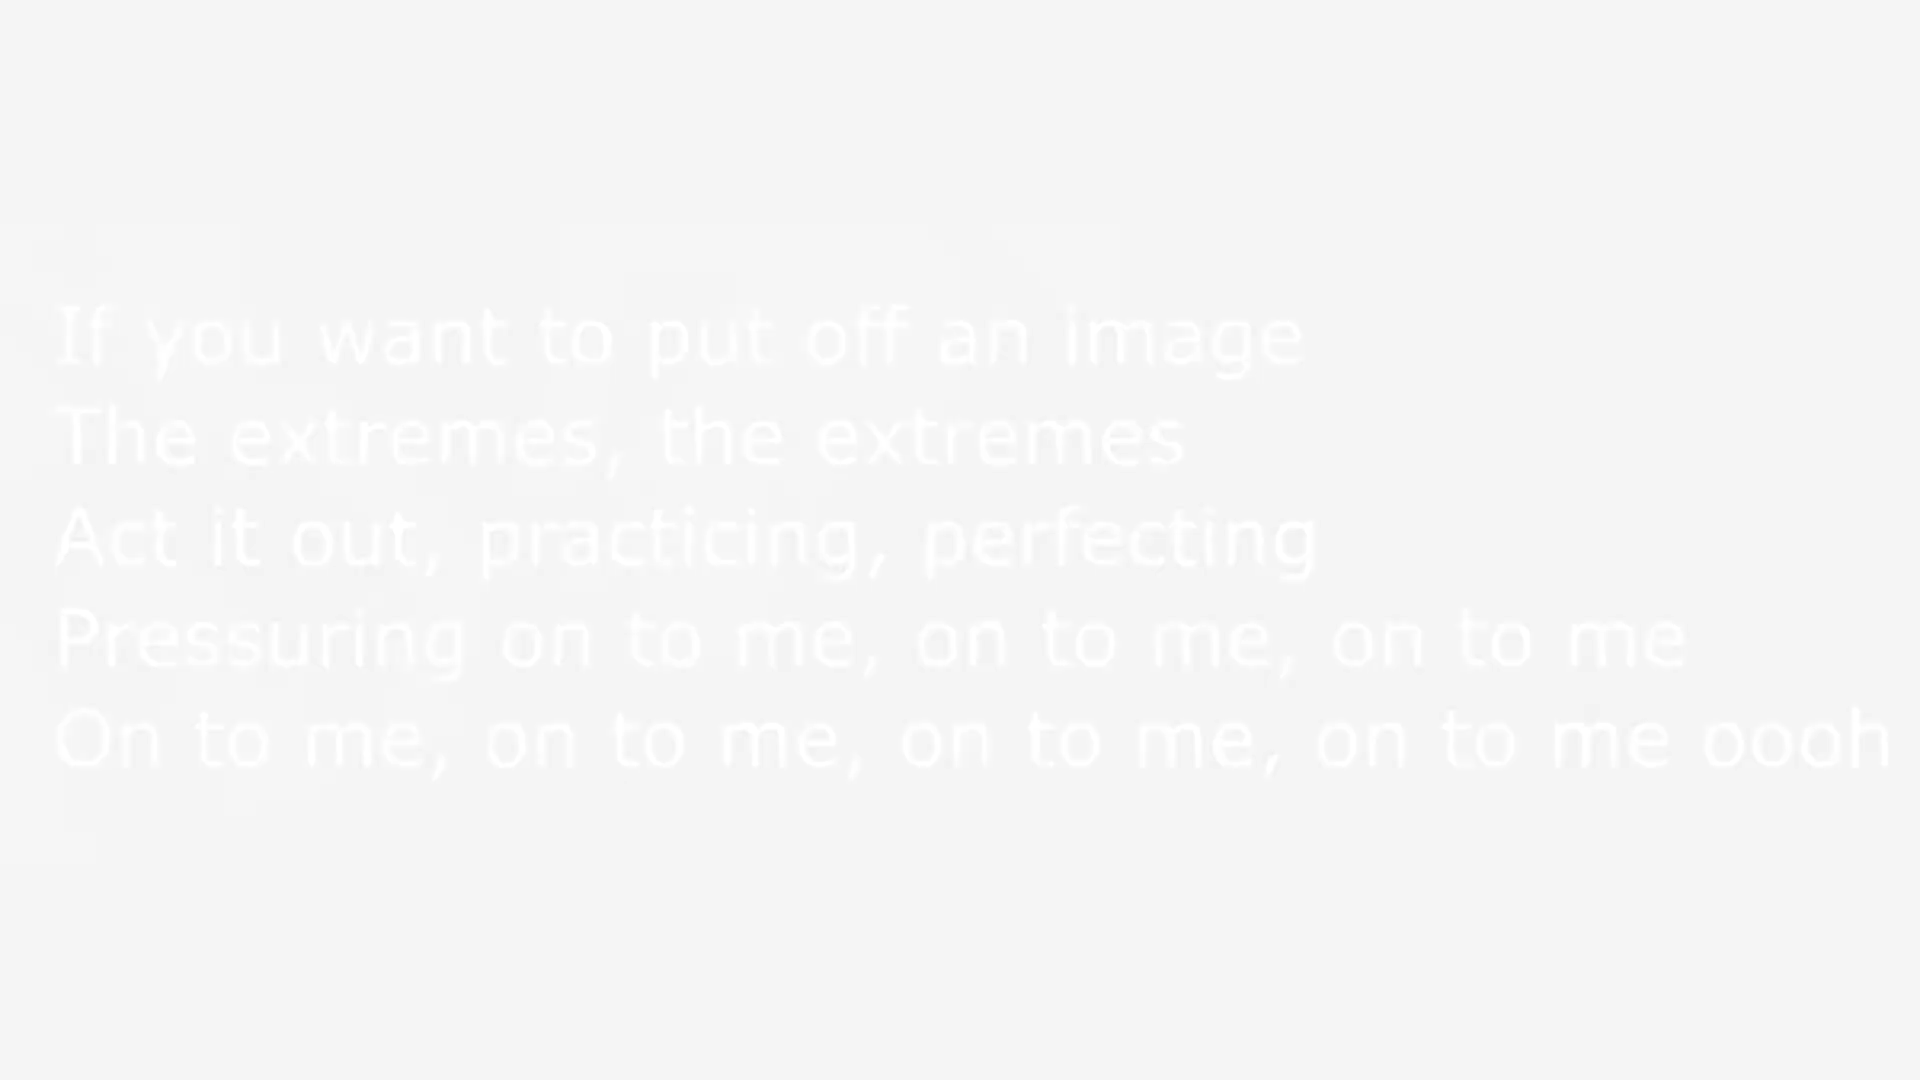 If you want to put off an image
The extremes, the extremes
Act it out, practicing, perfecting
Pressuring on to me, on to me, on to me
On to me, on to me, on to me, on to me oooh